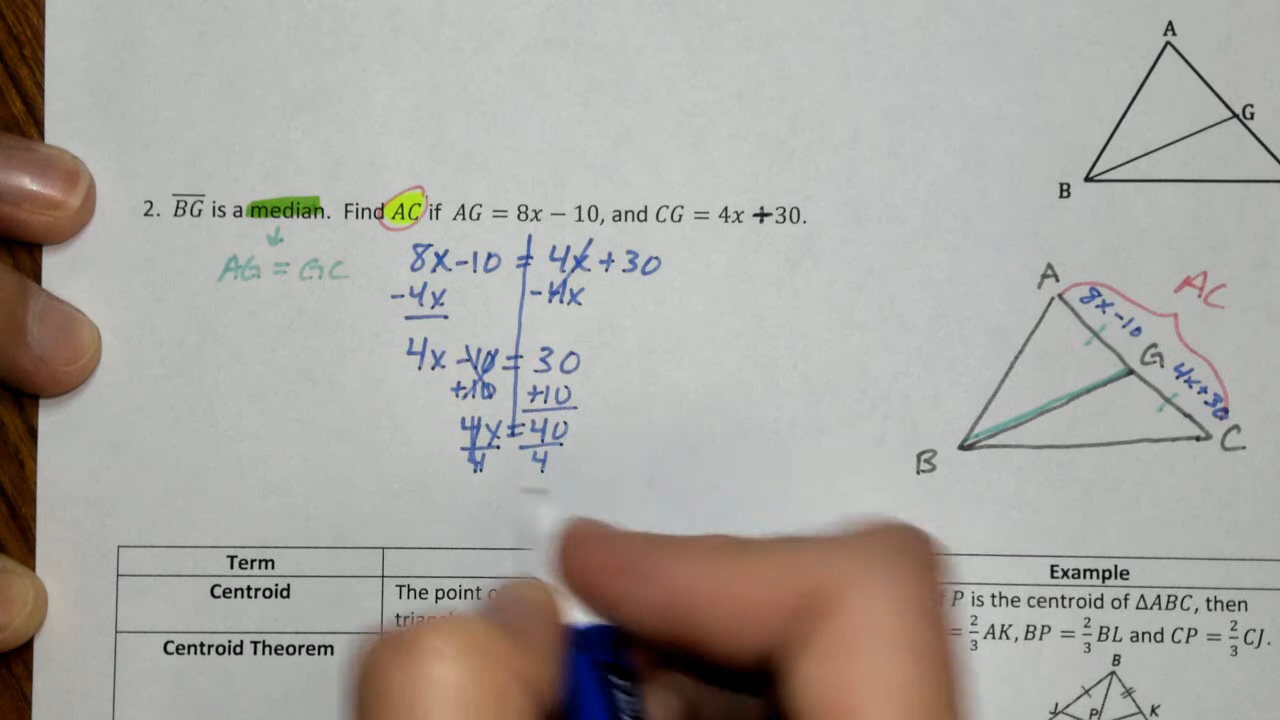 A
G
B
2. BG is a median. Find AC if AG = 8x − 10, and CG = 4x + 30.
AG = GC
8x-10 = 4x+30
-4x -4x
4x -10 = 30
+10 +10
4x = 40
4 4
A
8x-10
AC
G
4x+30
B
C
Term
Example
Centroid
The point
P is the centroid of ΔABC, then
= 2/3 AK, BP = 2/3 BL and CP = 2/3 CJ.
Centroid Theorem
B
J
P
K